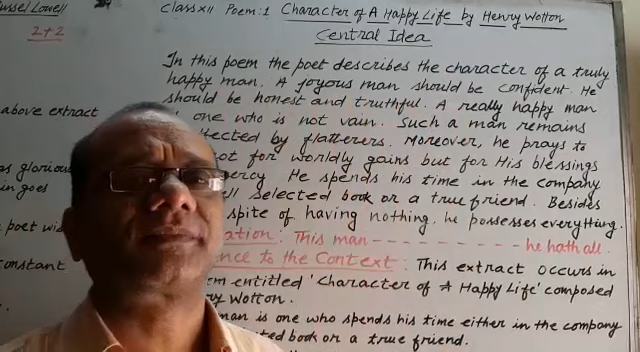 Russel Lowell
2+2
above extract
as glorious
in goes
poet wis
constant
Class XII Poem:1 Character of A Happy Life by Henry Wotton
Central Idea
In this poem the poet describes the character of a truly
happy man. A joyous man should be confident. He
should be honest and truthful. A really happy man
one who is not vain. Such a man remains
by flatterers. Moreover, he prays to
not for worldly gains but for His blessings
He spends his time in the company
selected book or a true friend. Besides
spite of having nothing, he possesses everything.
This man ---------- he hath all.
to the Context: This extract occurs in
entitled 'Character of A Happy Life' composed
Wotton.
man is one who spends his time either in the company
book or a true friend.